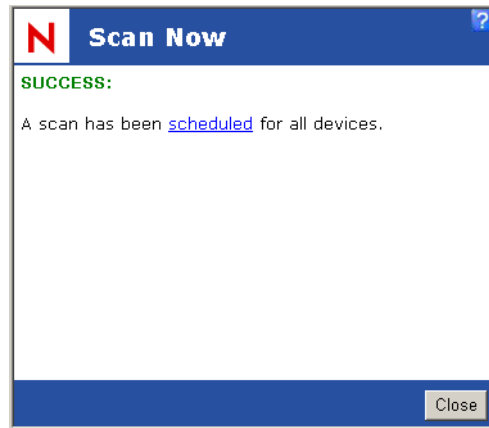 N Scan Now
?
SUCCESS:
A scan has been scheduled for all devices.
Close